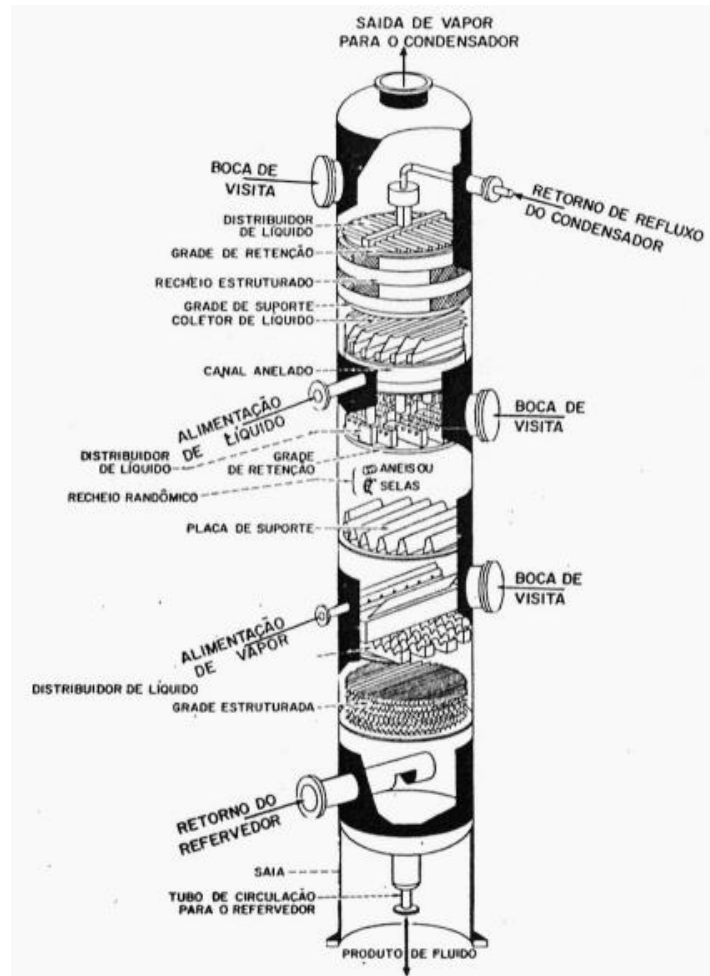 SAIDA DE VAPOR
PARA O CONDENSADOR
BOCA DE
VISITA
RETORNO DE REFLUXO
DO CONDENSADOR
DISTRIBUIDOR
DE LÍQUIDO
GRADE DE RETENÇÃO
RECHEIO ESTRUTURADO
GRADE DE SUPORTE
COLETOR DE LÍQUIDO
CANAL ANELADO
ALIMENTAÇÃO
DE LÍQUIDO
BOCA DE
VISITA
DISTRIBUIDOR
DE LÍQUIDO
GRADE
DE RETENÇÃO
ANEIS OU
SELAS
RECHEIO RANDÔMICO
PLACA DE SUPORTE
BOCA DE
VISITA
ALIMENTAÇÃO
DE VAPOR
DISTRIBUIDOR DE LÍQUIDO
GRADE ESTRUTURADA
RETORNO DO
REFERVEDOR
SAIA
TUBO DE CIRCULAÇÃO
PARA O REFERVEDOR
PRODUTO DE FLUIDO